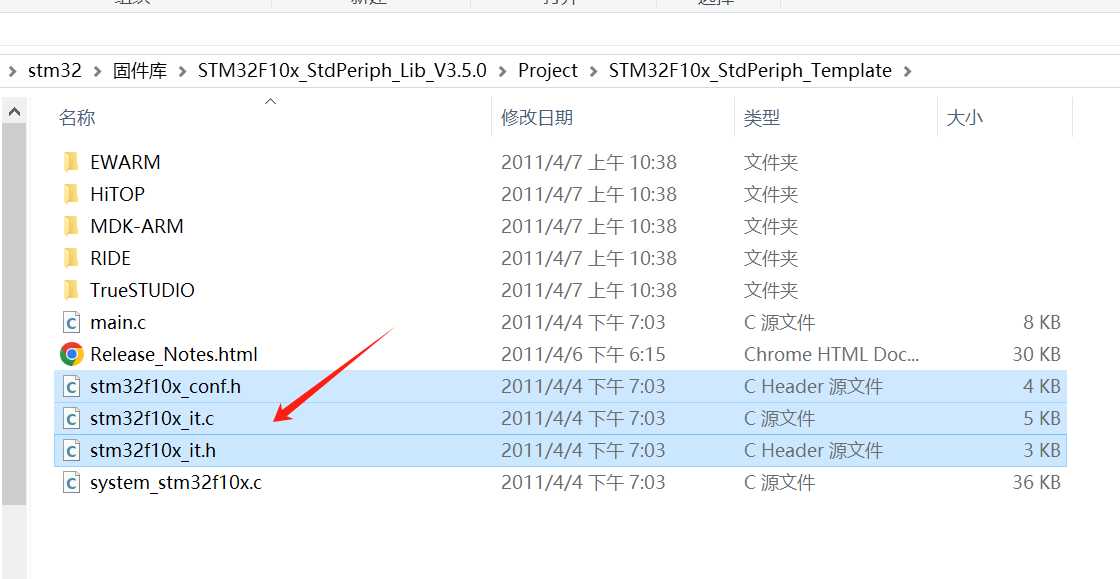 stm32 固件库 STM32F10x_StdPeriph_Lib_V3.5.0 Project STM32F10x_StdPeriph_Template
名称 修改日期 类型 大小
EWARM 2011/4/7 上午 10:38 文件夹
HiTOP 2011/4/7 上午 10:38 文件夹
MDK-ARM 2011/4/7 上午 10:38 文件夹
RIDE 2011/4/7 上午 10:38 文件夹
TrueSTUDIO 2011/4/7 上午 10:38 文件夹
main.c 2011/4/4 下午 7:03 C 源文件 8 KB
Release_Notes.html 2011/4/6 下午 6:15 Chrome HTML Doc... 30 KB
stm32f10x_conf.h 2011/4/4 下午 7:03 C Header 源文件 4 KB
stm32f10x_it.c 2011/4/4 下午 7:03 C 源文件 5 KB
stm32f10x_it.h 2011/4/4 下午 7:03 C Header 源文件 3 KB
system_stm32f10x.c 2011/4/4 下午 7:03 C 源文件 36 KB